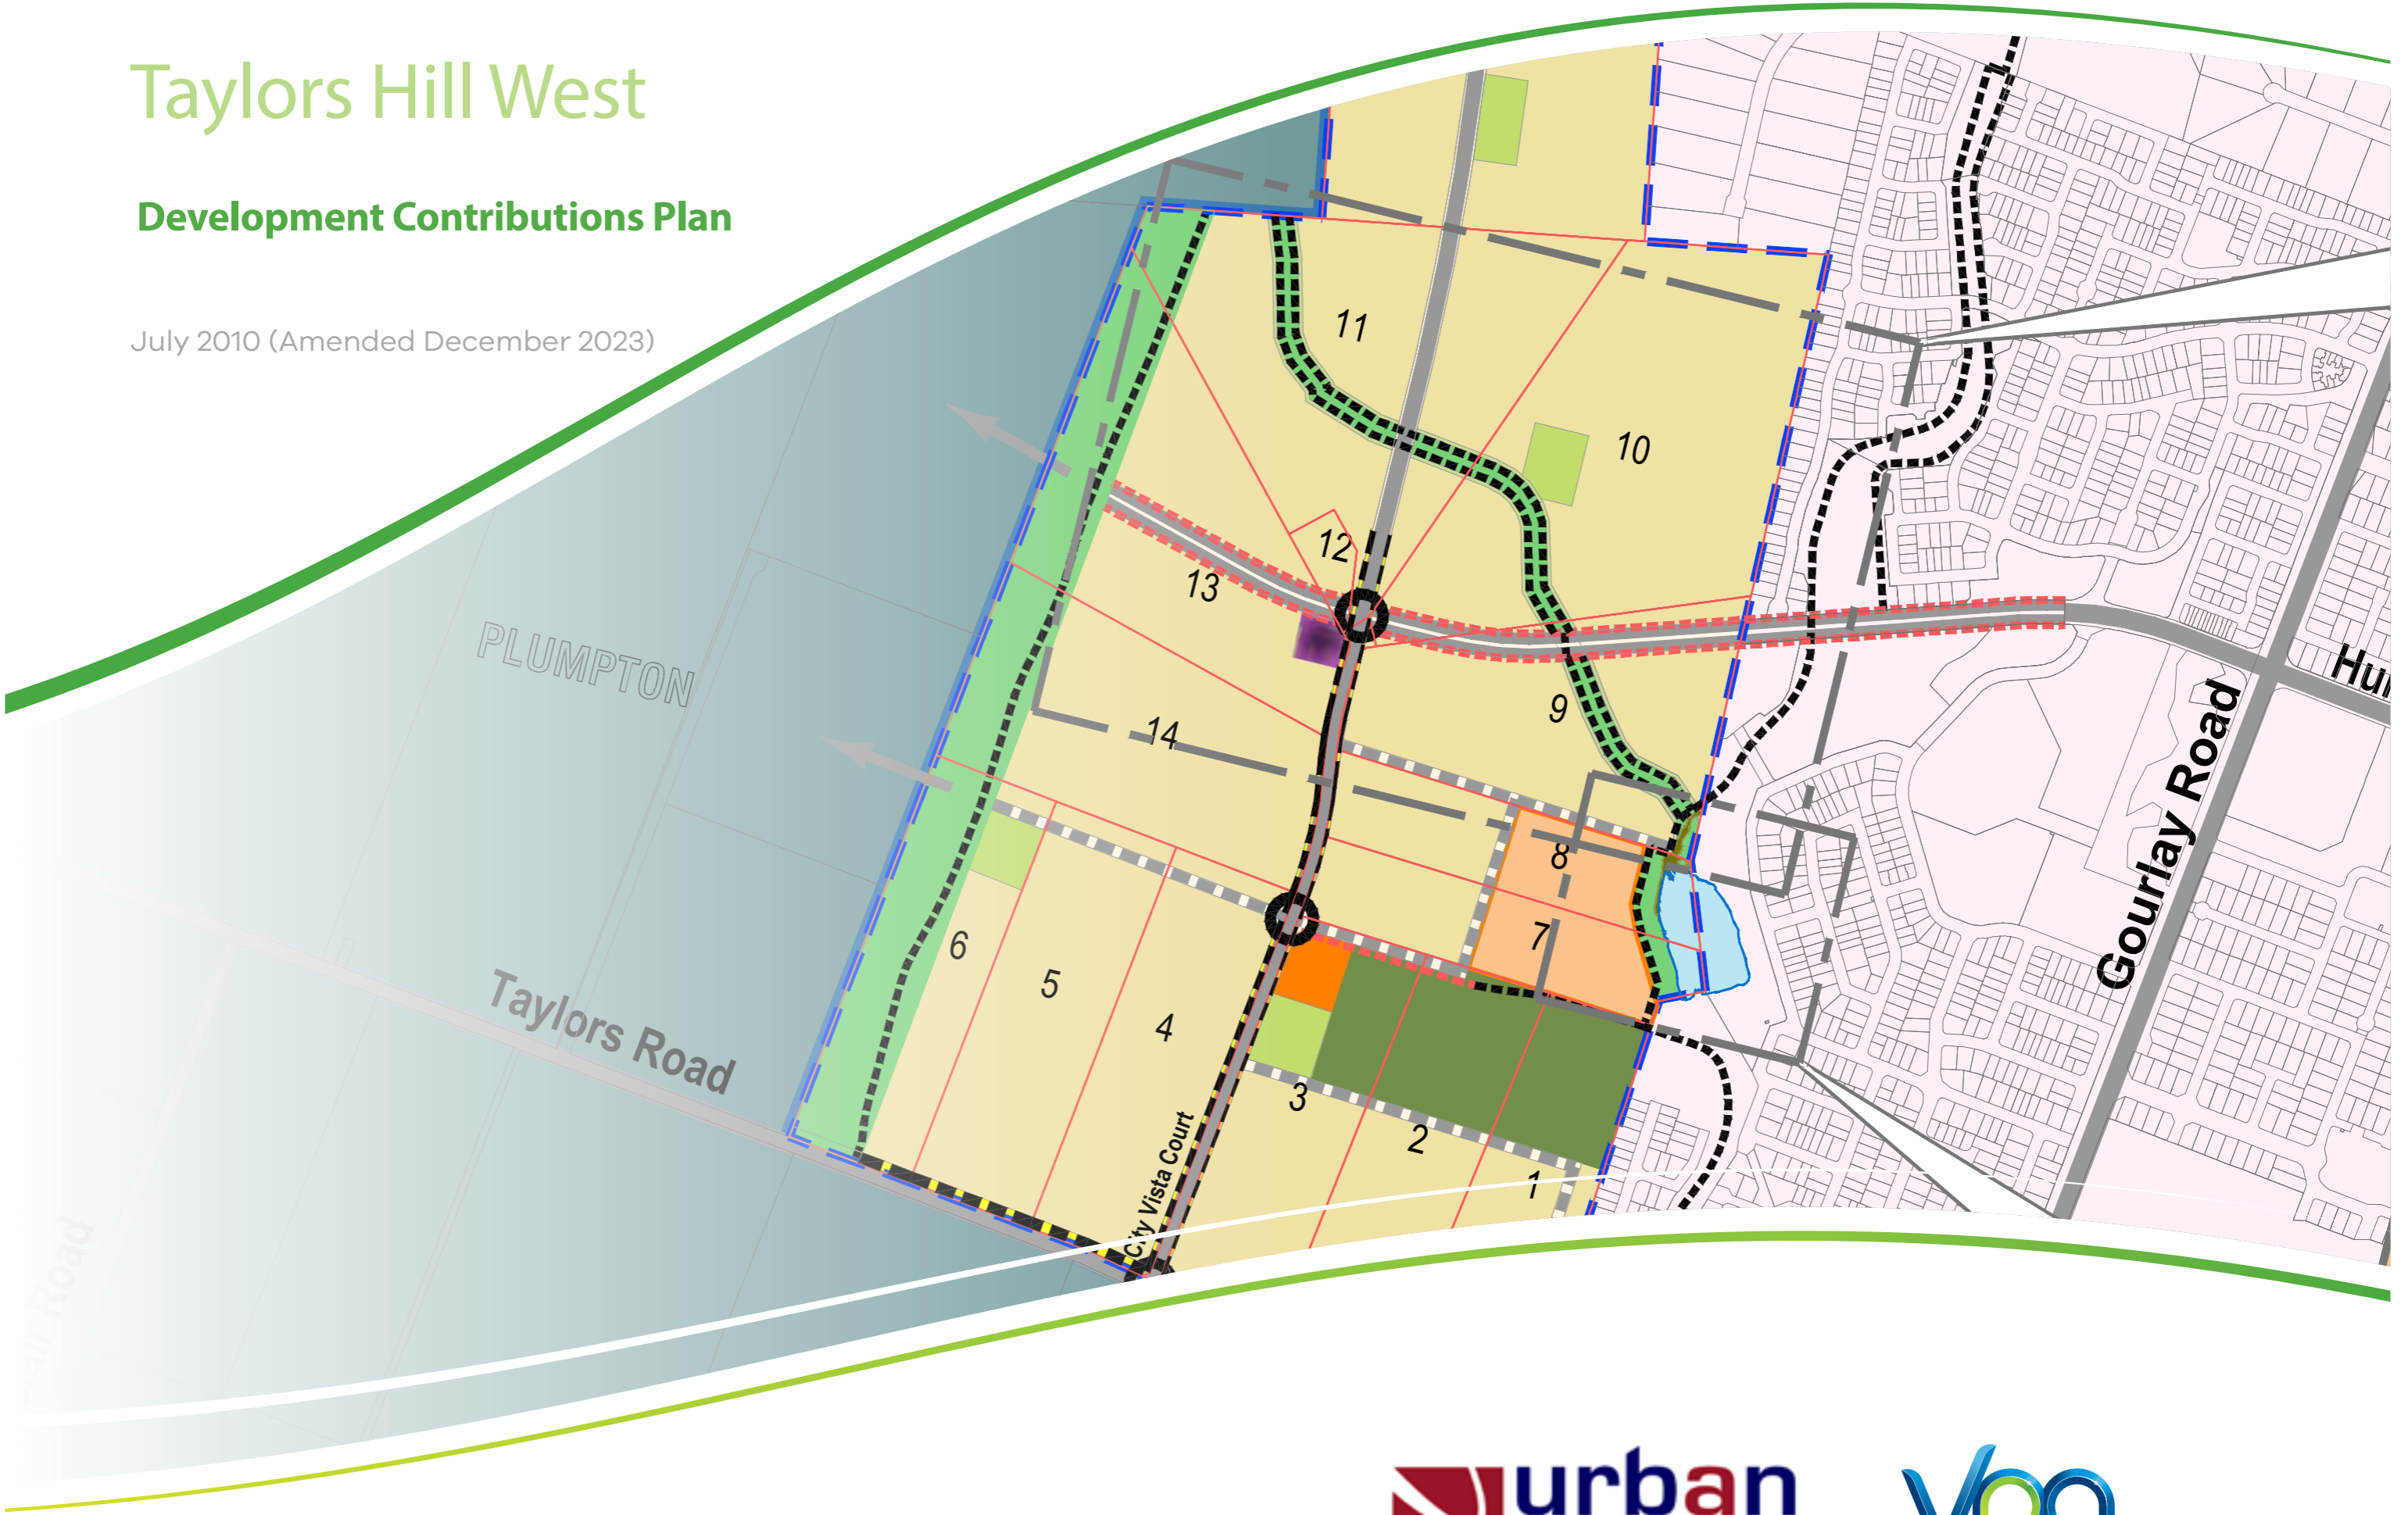 Taylors Hill West
Development Contributions Plan
July 2010 (Amended December 2023)
11
10
12
13
PLUMPTON
9
14
8
7
6
5
4
3
2
1
Taylors Road
City Vista Court
Gourlay Road
urban
vpa